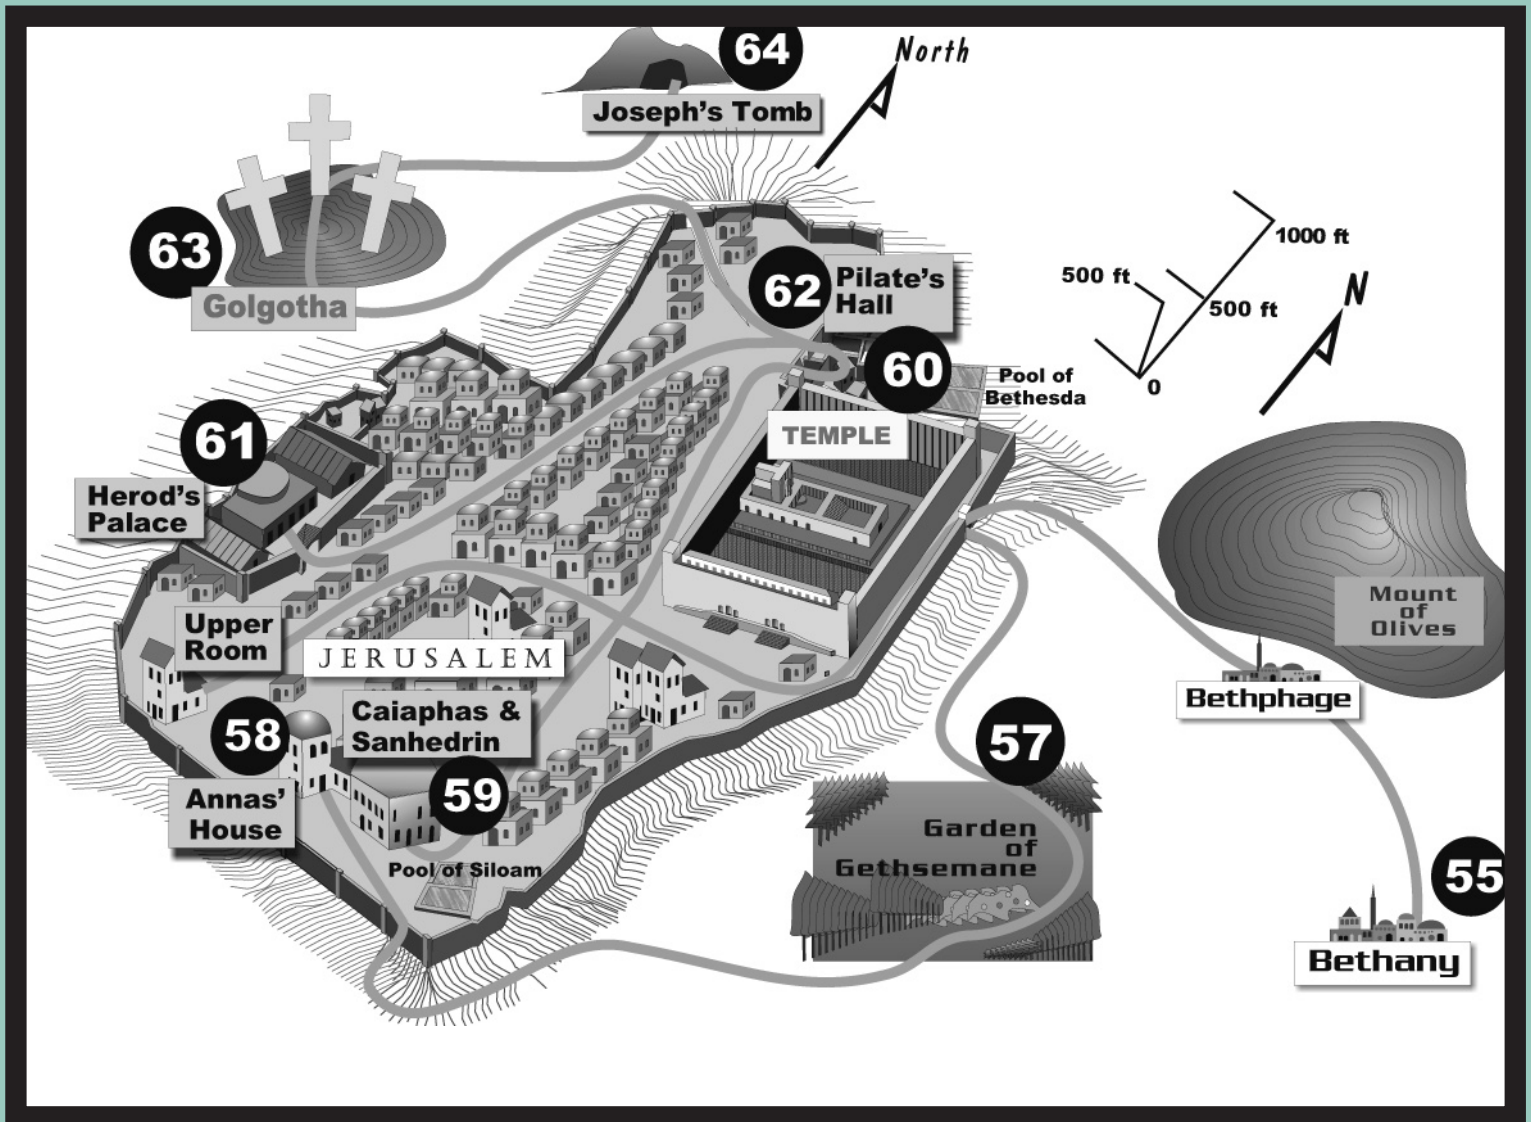 64
North
Joseph's Tomb
63
Golgotha
62
Pilate's
Hall
1000 ft
500 ft
500 ft
0
N
60
Pool of
Bethesda
TEMPLE
61
Herod's
Palace
Mount
of
Olives
Upper
Room
JERUSALEM
Bethphage
58
Caiaphas &
Sanhedrin
57
59
Annas'
House
Garden
of
Gethsemane
Pool of Siloam
55
Bethany